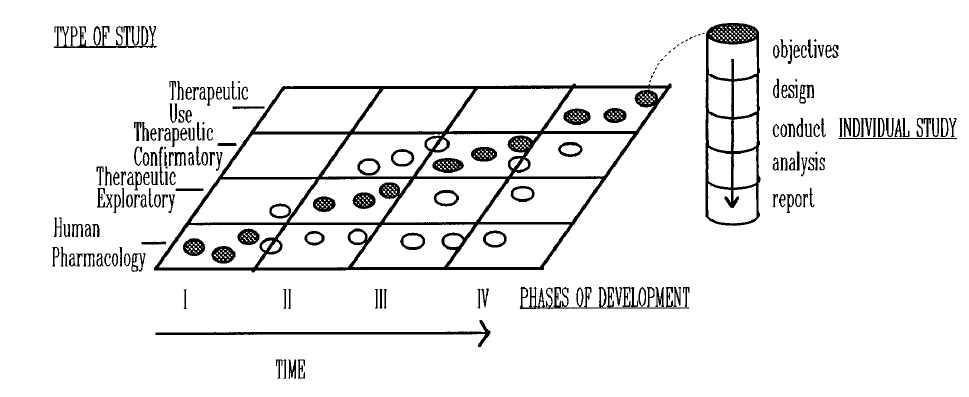 TYPE OF STUDY
Therapeutic
Use
Therapeutic
Confirmatory
Therapeutic
Exploratory
Human
Pharmacology
I II III IV PHASES OF DEVELOPMENT
TIME
objectives
design
conduct INDIVIDUAL STUDY
analysis
report